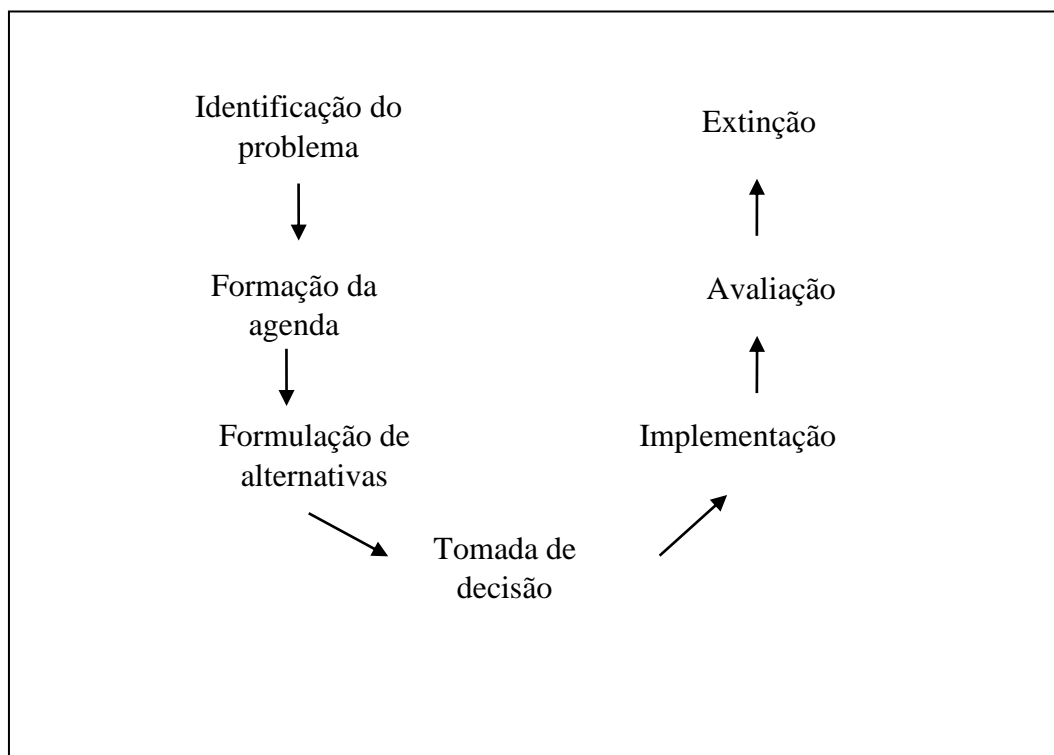 Identificação do
problema
Formação da
agenda
Formulação de
alternativas
Tomada de
decisão
Implementação
Avaliação
Extinção